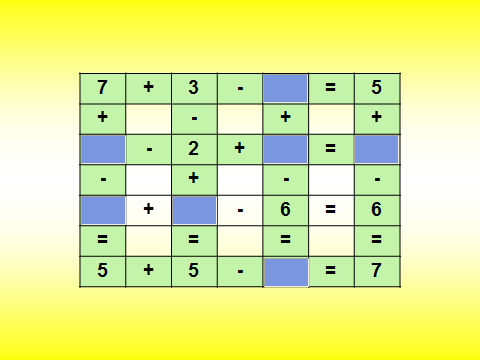 7 + 3 - = 5
+ - + +
- 2 + =
- + - -
+ - 6 = 6
= = = =
5 + 5 - = 7